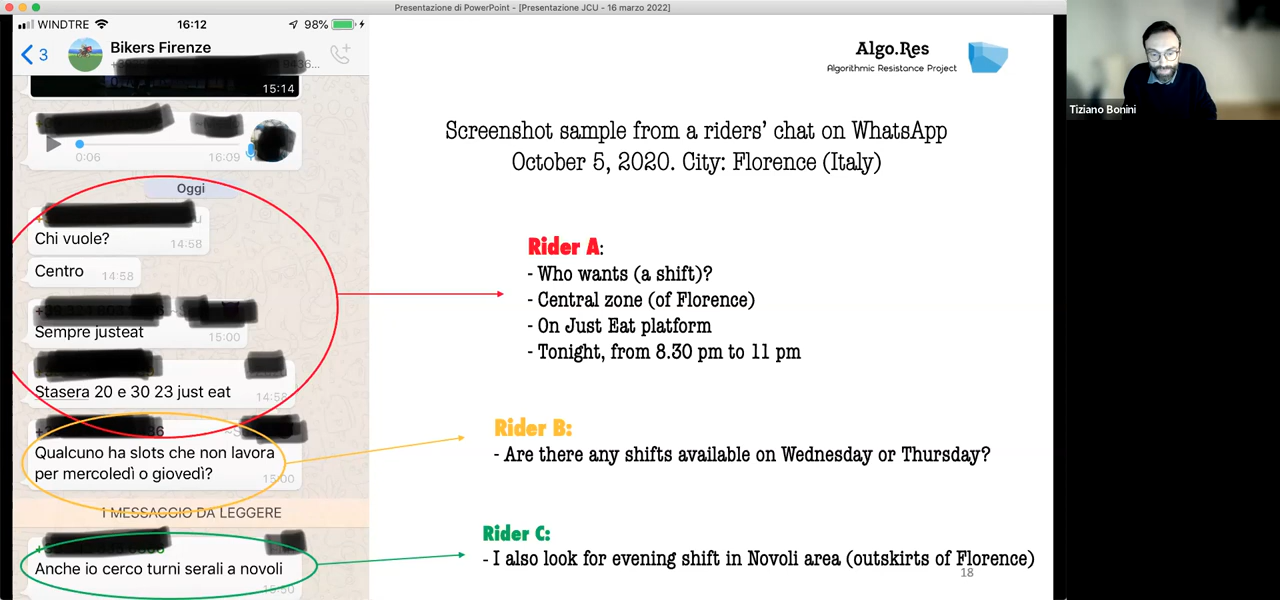 Presentazione di PowerPoint - [Presentazione JCU - 16 marzo 2022]
WINDTRE
16:12
98%
3
Bikers Firenze
15:14
0:06
16:09
Oggi
Chi vuole?
14:58
Centro
14:58
Sempre justeat
15:00
Stasera 20 e 30 23 just eat
14:58
Qualcuno ha slots che non lavora
per mercoledì o giovedì?
15:00
1 MESSAGGIO DA LEGGERE
Anche io cerco turni serali a novoli
15:50
Algo.Res
Algorithmic Resistance Project
Screenshot sample from a riders' chat on WhatsApp
October 5, 2020. City: Florence (Italy)
Rider A:
- Who wants (a shift)?
- Central zone (of Florence)
- On Just Eat platform
- Tonight, from 8.30 pm to 11 pm
Rider B:
- Are there any shifts available on Wednesday or Thursday?
Rider C:
- I also look for evening shift in Novoli area (outskirts of Florence)
18
Tiziano Bonini